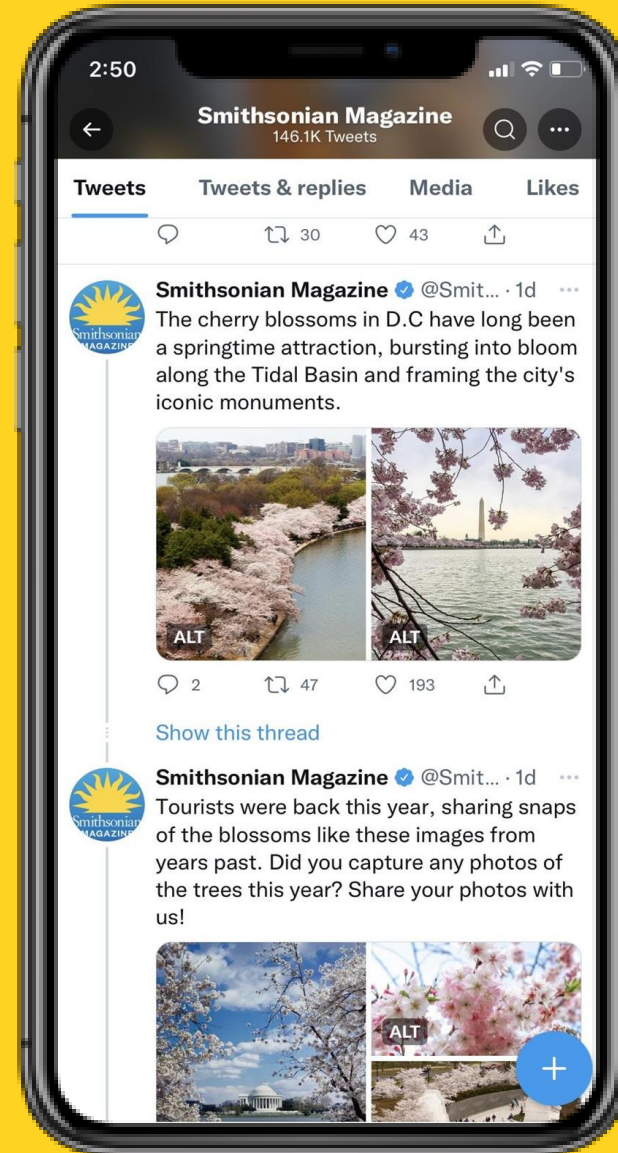 2:50
Smithsonian Magazine
146.1K Tweets
Tweets Tweets & replies Media Likes
30 43
Smithsonian Magazine @Smit... · 1d
Smithsonian
MAGAZINE
The cherry blossoms in D.C have long been
a springtime attraction, bursting into bloom
along the Tidal Basin and framing the city's
iconic monuments.
ALT ALT
2 47 193
Show this thread
Smithsonian Magazine @Smit... · 1d
Smithsonian
MAGAZINE
Tourists were back this year, sharing snaps
of the blossoms like these images from
years past. Did you capture any photos of
the trees this year? Share your photos with
us!
ALT